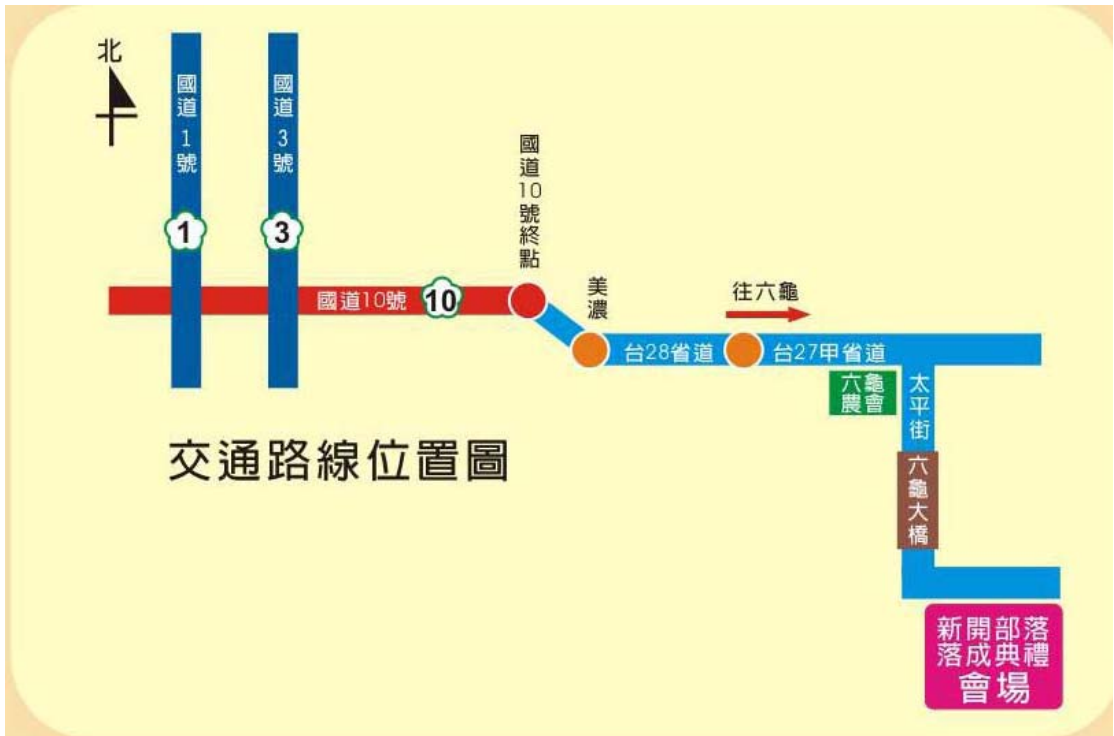 北
國道1號
國道3號
1
3
國道10號
10
國道10號終點
美濃
往六龜
台28省道
台27甲省道
六龜
農會
太平街
六龜大橋
交通路線位置圖
新開部落
落成典禮
會場